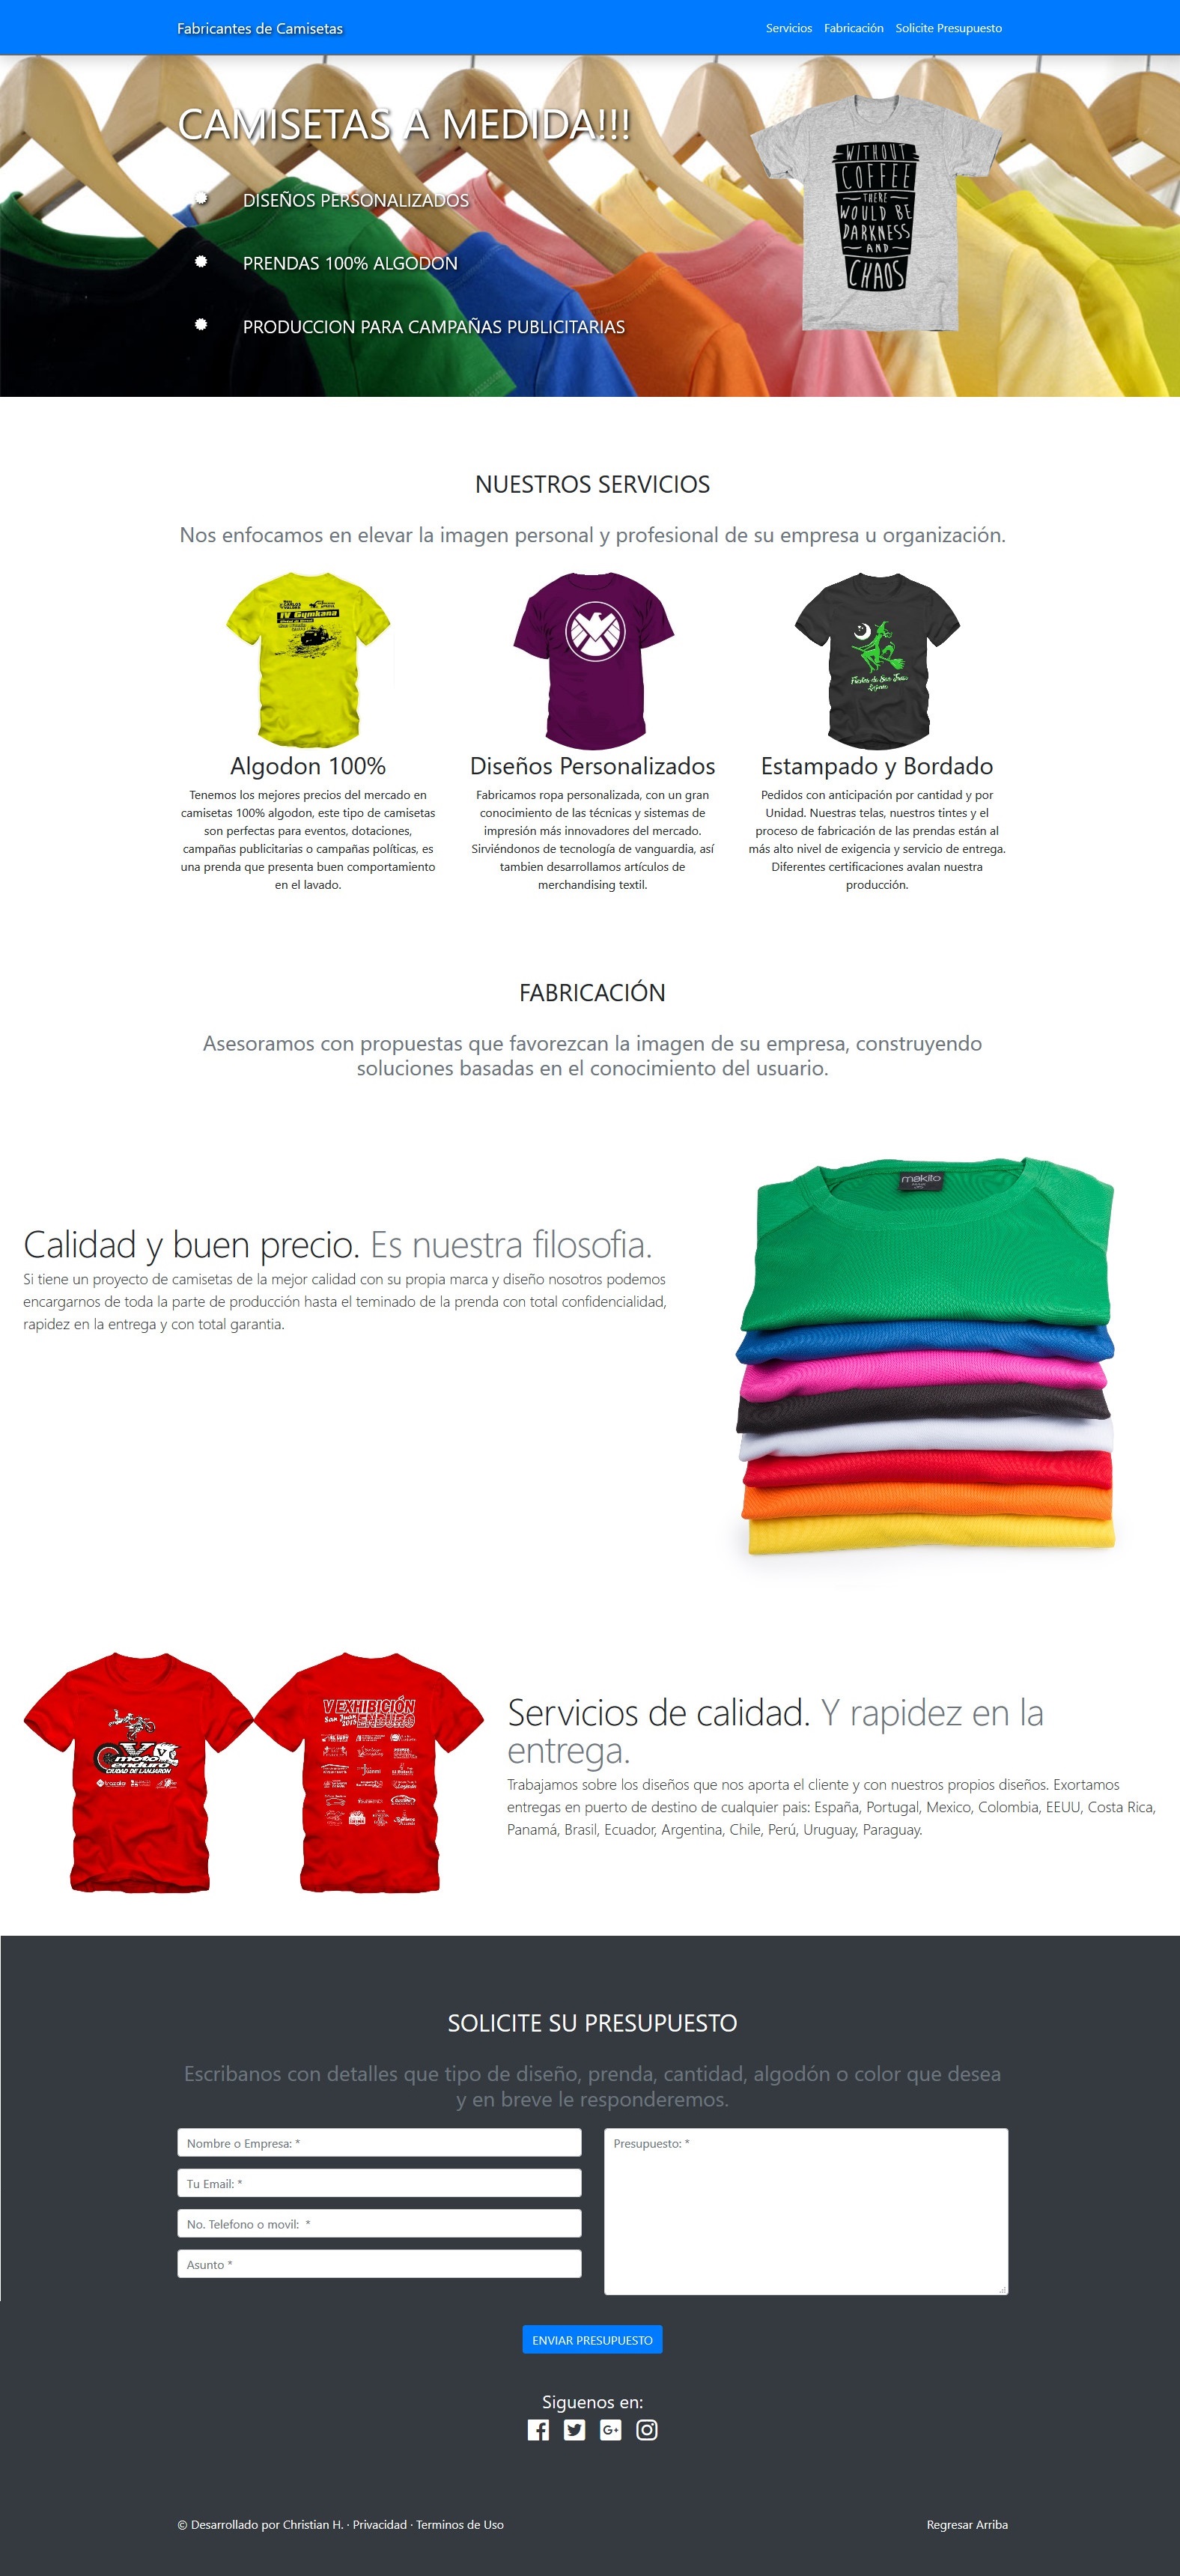 Fabricantes de Camisetas
Servicios Fabricación Solicite Presupuesto
CAMISETAS A MEDIDA!!!
DISEÑOS PERSONALIZADOS
PRENDAS 100% ALGODON
PRODUCCION PARA CAMPAÑAS PUBLICITARIAS
WITHOUT
COFFEE
THERE
WOULD BE
DARKNESS
AND
CHAOS
NUESTROS SERVICIOS
Nos enfocamos en elevar la imagen personal y profesional de su empresa u organización.
IV Gymkana
Fiestas de San Juan
Algodon 100%
Tenemos los mejores precios del mercado en
camisetas 100% algodon, este tipo de camisetas
son perfectas para eventos, dotaciones,
campañas publicitarias o campañas políticas, es
una prenda que presenta buen comportamiento
en el lavado.
Diseños Personalizados
Fabricamos ropa personalizada, con un gran
conocimiento de las técnicas y sistemas de
impresión más innovadores del mercado.
Sirviéndonos de tecnología de vanguardia, así
tambien desarrollamos artículos de
merchandising textil.
Estampado y Bordado
Pedidos con anticipación por cantidad y por
Unidad. Nuestras telas, nuestros tintes y el
proceso de fabricación de las prendas están al
más alto nivel de exigencia y servicio de entrega.
Diferentes certificaciones avalan nuestra
producción.
FABRICACIÓN
Asesoramos con propuestas que favorezcan la imagen de su empresa, construyendo
soluciones basadas en el conocimiento del usuario.
makito
Calidad y buen precio. Es nuestra filosofia.
Si tiene un proyecto de camisetas de la mejor calidad con su propia marca y diseño nosotros podemos
encargarnos de toda la parte de producción hasta el teminado de la prenda con total confidencialidad,
rapidez en la entrega y con total garantia.
moto
enduro
CIUDAD DE LANJARON
V EXHIBICIÓN
San Juan
2015 ENDURO
Servicios de calidad. Y rapidez en la
entrega.
Trabajamos sobre los diseños que nos aporta el cliente y con nuestros propios diseños. Exortamos
entregas en puerto de destino de cualquier pais: España, Portugal, Mexico, Colombia, EEUU, Costa Rica,
Panamá, Brasil, Ecuador, Argentina, Chile, Perú, Uruguay, Paraguay.
SOLICITE SU PRESUPUESTO
Escribanos con detalles que tipo de diseño, prenda, cantidad, algodón o color que desea
y en breve le responderemos.
Nombre o Empresa: *
Tu Email: *
No. Telefono o movil: *
Asunto *
Presupuesto: *
ENVIAR PRESUPUESTO
Siguenos en:
© Desarrollado por Christian H. · Privacidad · Terminos de Uso
Regresar Arriba